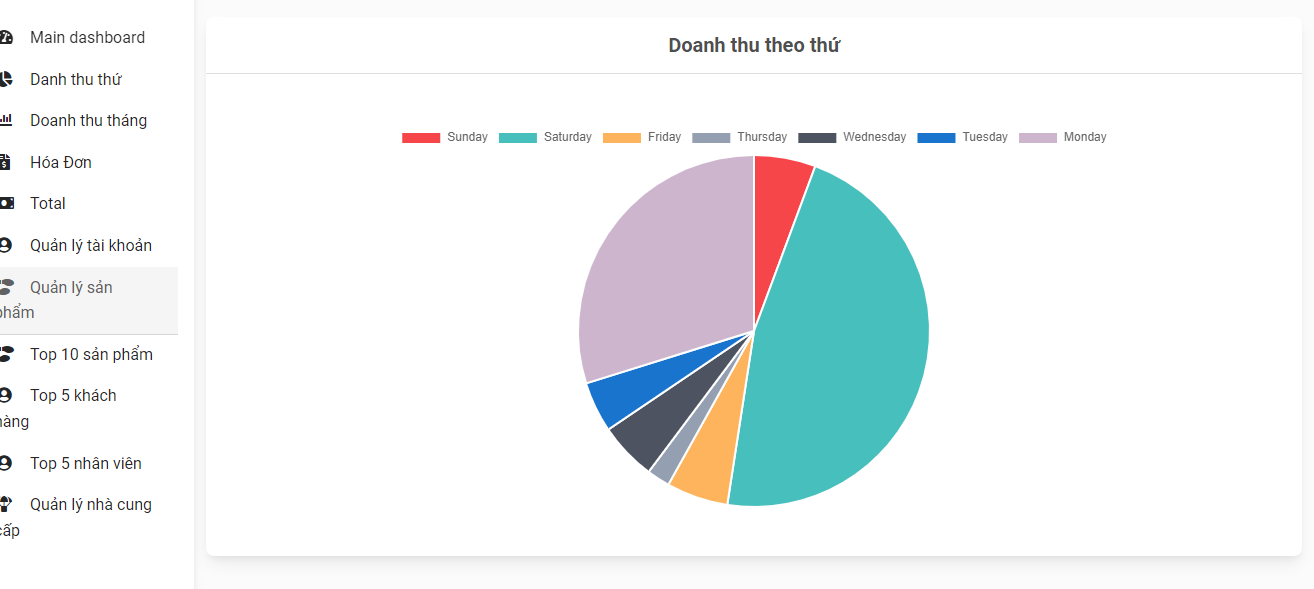 Main dashboard
Danh thu thứ
Doanh thu tháng
Hóa Đơn
Total
Quản lý tài khoản
Quản lý sản
phẩm
Top 10 sản phẩm
Top 5 khách
hàng
Top 5 nhân viên
Quản lý nhà cung
cấp
Doanh thu theo thứ
Sunday Saturday Friday Thursday Wednesday Tuesday Monday